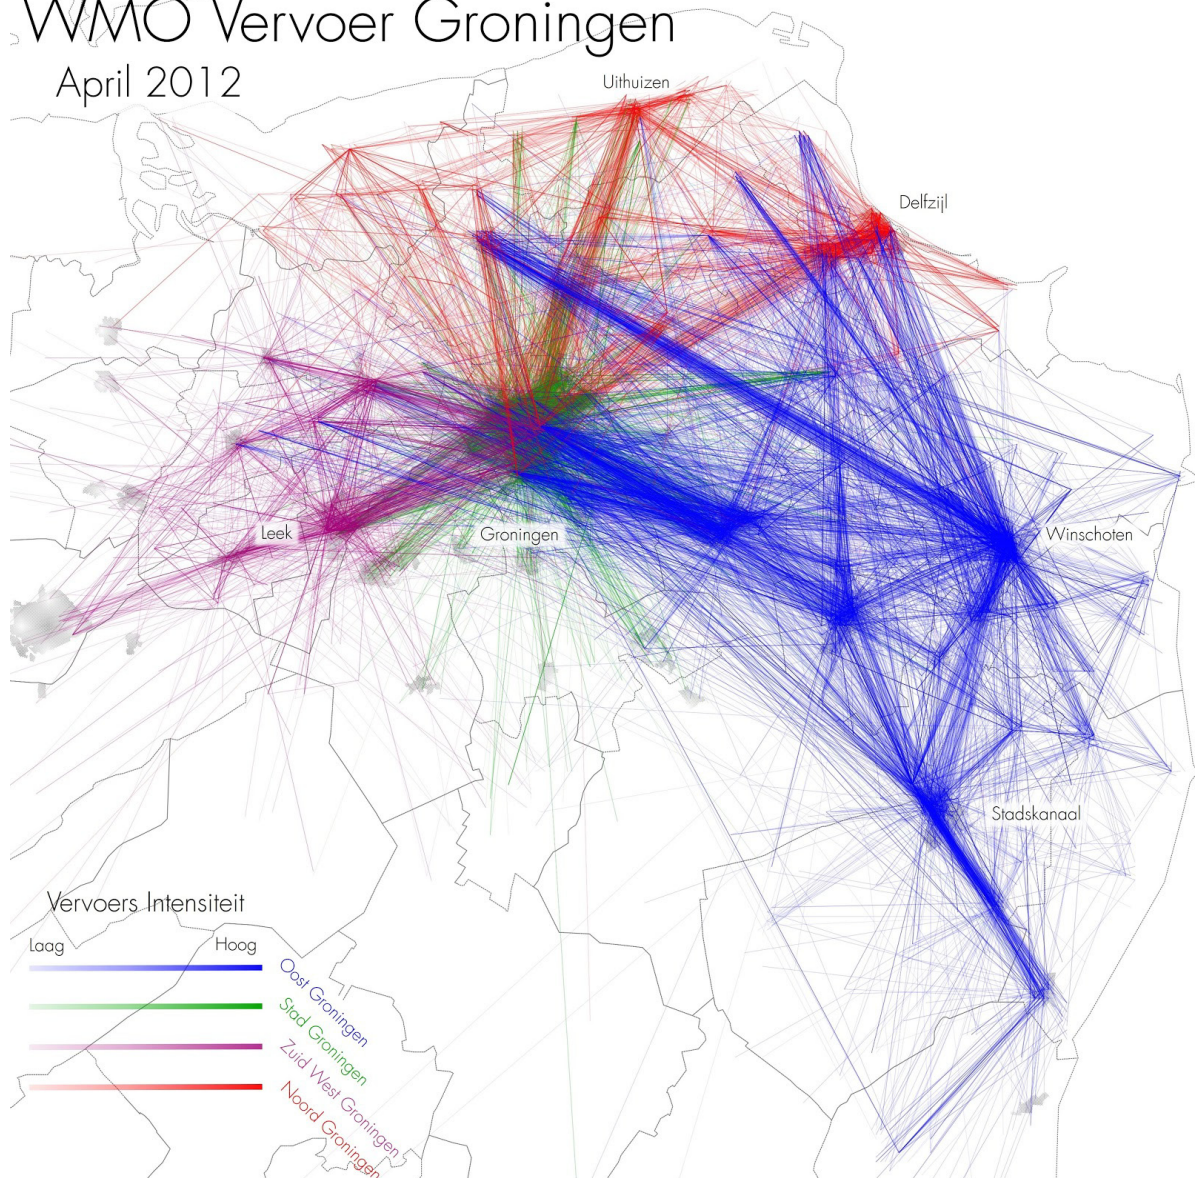 WMO Vervoer Groningen
April 2012
Uithuizen
Delfzijl
Leek
Groningen
Winschoten
Stadskanaal
Vervoers Intensiteit
Laag Hoog
Oost Groningen
Stad Groningen
Zuid West Groningen
Noord Groningen